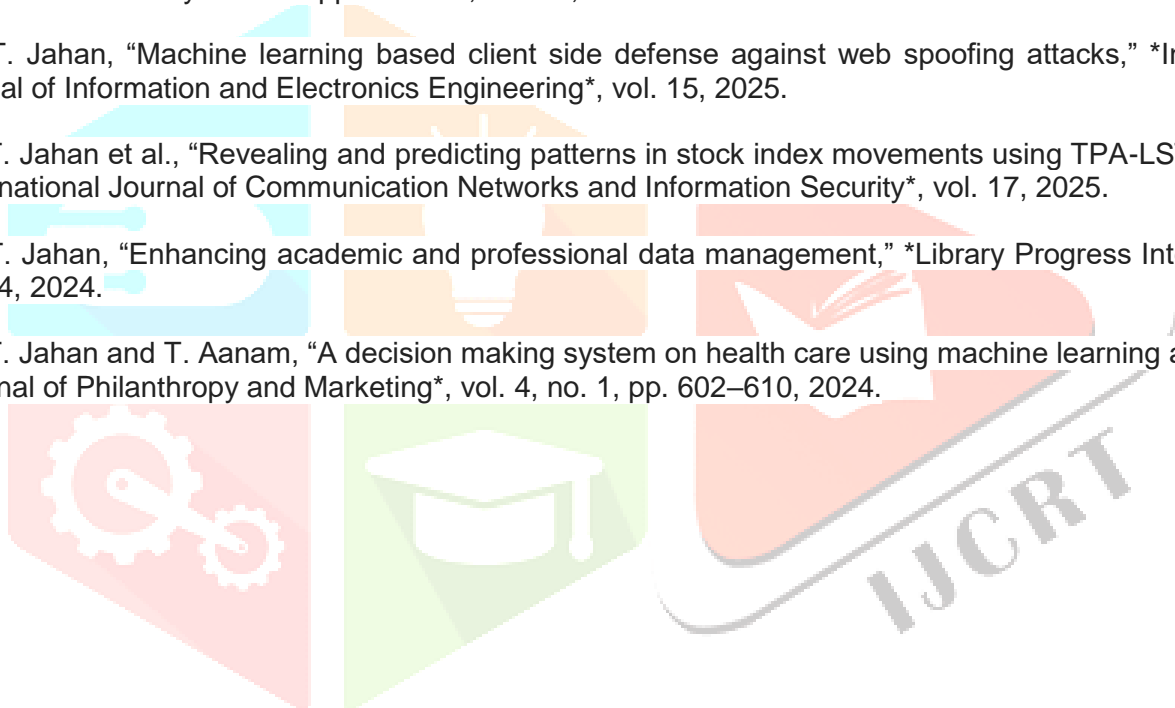 T. Jahan, “Machine learning based client side defense against web spoofing attacks,” *In
al of Information and Electronics Engineering*, vol. 15, 2025.
T. Jahan et al., “Revealing and predicting patterns in stock index movements using TPA-LS
national Journal of Communication Networks and Information Security*, vol. 17, 2025.
T. Jahan, “Enhancing academic and professional data management,” *Library Progress Int
4, 2024.
T. Jahan and T. Aanam, “A decision making system on health care using machine learning a
nal of Philanthropy and Marketing*, vol. 4, no. 1, pp. 602–610, 2024.
IJCRT